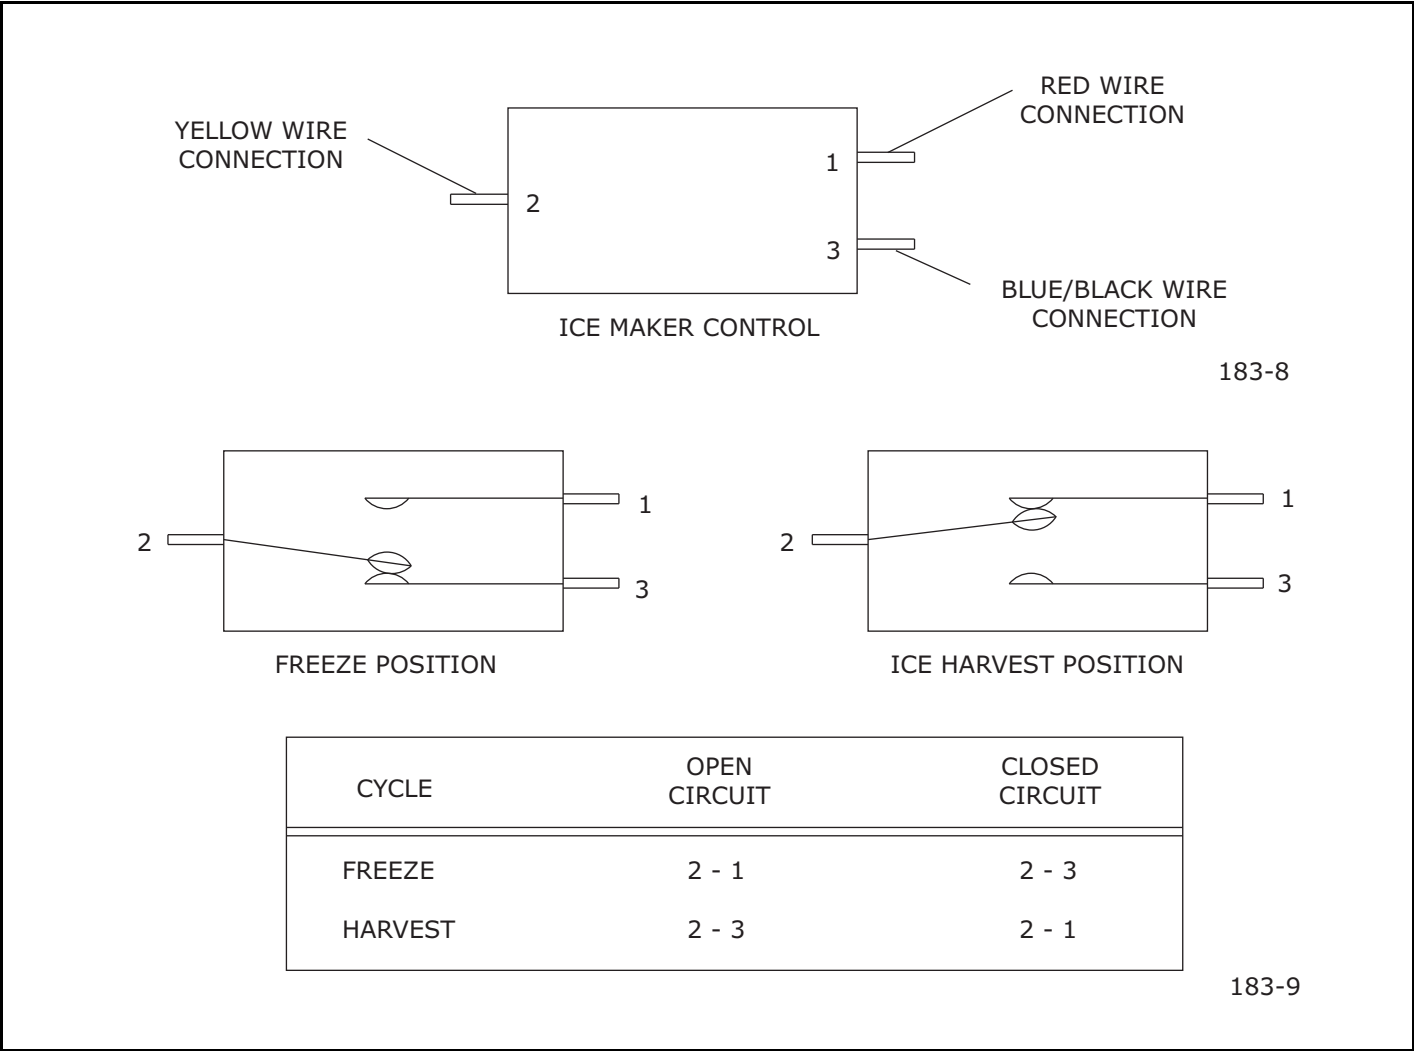 RED WIRE
CONNECTION
YELLOW WIRE
CONNECTION
1
2
3
BLUE/BLACK WIRE
CONNECTION
ICE MAKER CONTROL
183-8
1
2
3
FREEZE POSITION
1
2
3
ICE HARVEST POSITION
CYCLE
OPEN
CIRCUIT
CLOSED
CIRCUIT
FREEZE 2 - 1 2 - 3
HARVEST 2 - 3 2 - 1
183-9